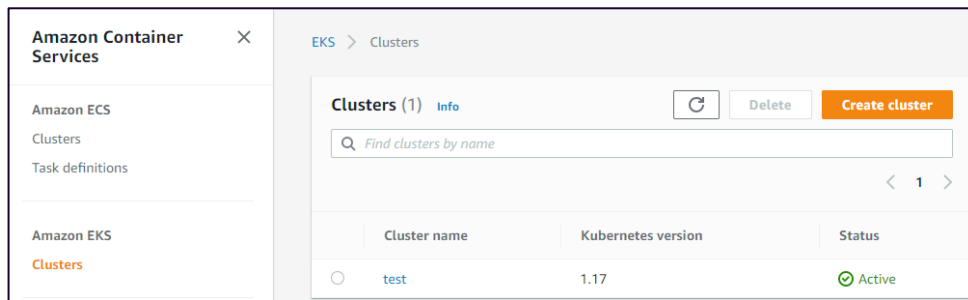 Amazon Container
Services
Amazon ECS
Clusters
Task definitions
Amazon EKS
Clusters
EKS > Clusters
Clusters (1) Info
Delete
Create cluster
Find clusters by name
1
Cluster name Kubernetes version Status
test 1.17 Active